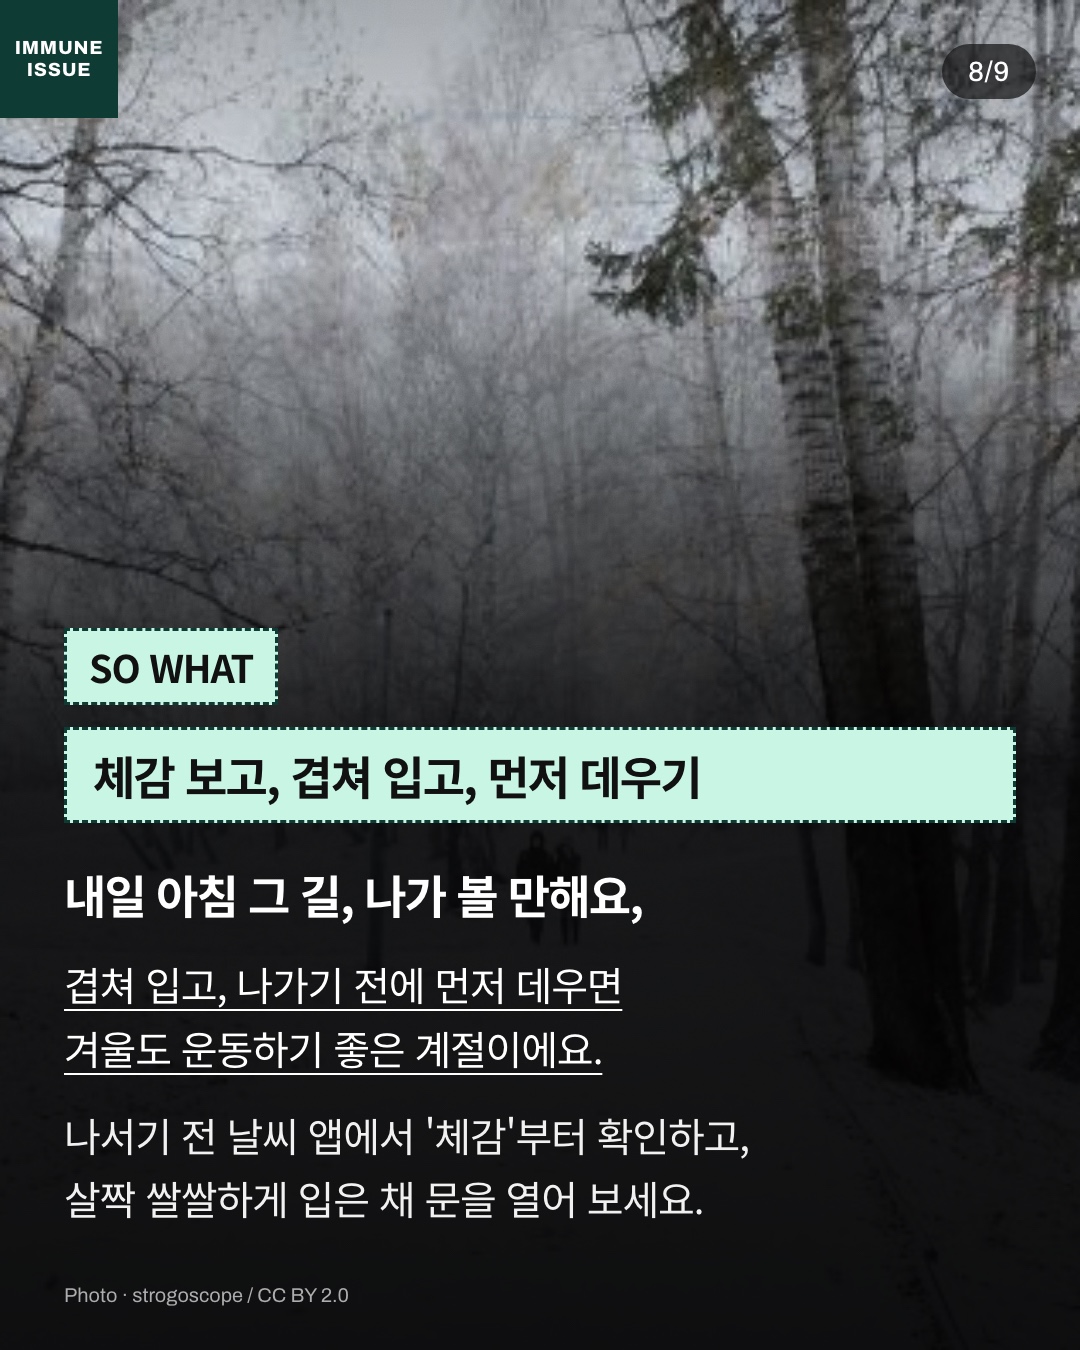 IMMUNE
ISSUE
8/9
SO WHAT
체감 보고, 겹쳐 입고, 먼저 데우기
내일 아침 그 길, 나가 볼 만해요,
겹쳐 입고, 나가기 전에 먼저 데우면
겨울도 운동하기 좋은 계절이에요.
나서기 전 날씨 앱에서 '체감'부터 확인하고,
살짝 쌀쌀하게 입은 채 문을 열어 보세요.
Photo · strogoscope / CC BY 2.0